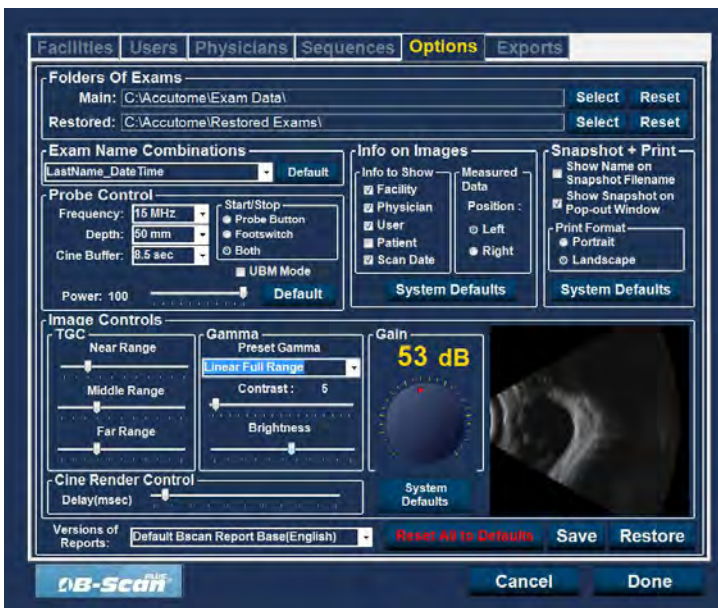 Facilities Users Physicians Sequences Options Exports
Folders Of Exams
Main: C:\Accutome\Exam Data\ Select Reset
Restored: C:\Accutome\Restored Exams\ Select Reset
Exam Name Combinations
LastName_DateTime Default
Probe Control
Frequency: 15 MHz
Depth: 50 mm
Cine Buffer: 8.5 sec
Start/Stop
Probe Button
Footswitch
Both
UBM Mode
Power: 100 Default
Info on Images
Info to Show
Facility
Physician
User
Patient
Scan Date
Measured
Data
Position :
Left
Right
System Defaults
Snapshot + Print
Show Name on
Snapshot Filename
Show Snapshot on
Pop-out Window
Print Format
Portrait
Landscape
System Defaults
Image Controls
TGC
Near Range
Middle Range
Far Range
Gamma
Preset Gamma
Linear Full Range
Contrast : 5
Brightness
Gain
53 dB
System
Defaults
Cine Render Control
Delay(msec)
Versions of
Reports:
Default Bscan Report Base(English)
Reset All to Defaults Save Restore
B-Scan PLUS
Cancel Done